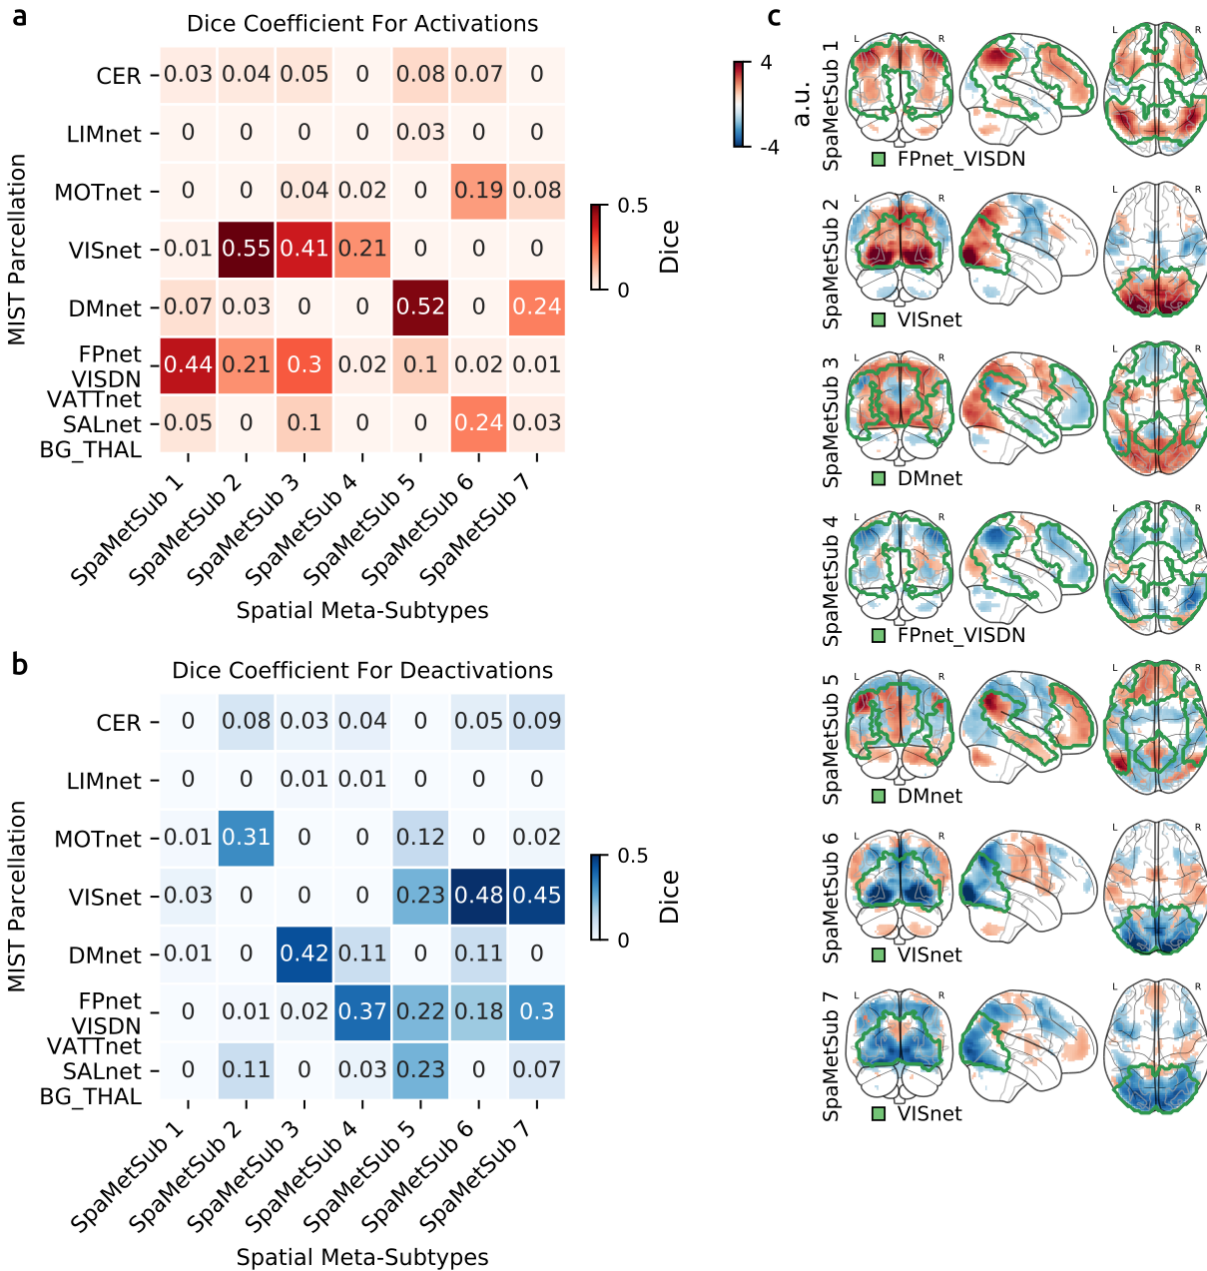 a
Dice Coefficient For Activations
MIST Parcellation
CER 0.03 0.04 0.05 0 0.08 0.07 0
LIMnet 0 0 0 0 0.03 0 0
MOTnet 0 0 0.04 0.02 0 0.19 0.08
VISnet 0.01 0.55 0.41 0.21 0 0 0
DMnet 0.07 0.03 0 0 0.52 0 0.24
FPnet
VISDN 0.44 0.21 0.3 0.02 0.1 0.02 0.01
VATTnet
SALnet 0.05 0 0.1 0 0 0.24 0.03
BG_THAL
SpaMetSub 1 SpaMetSub 2 SpaMetSub 3 SpaMetSub 4 SpaMetSub 5 SpaMetSub 6 SpaMetSub 7
Spatial Meta-Subtypes
0.5
0
Dice
b
Dice Coefficient For Deactivations
MIST Parcellation
CER 0 0.08 0.03 0.04 0 0.05 0.09
LIMnet 0 0 0.01 0.01 0 0 0
MOTnet 0.01 0.31 0 0 0.12 0 0.02
VISnet 0.03 0 0 0 0.23 0.48 0.45
DMnet 0.01 0 0.42 0.11 0 0.11 0
FPnet
VISDN 0 0.01 0.02 0.37 0.22 0.18 0.3
VATTnet
SALnet 0 0.11 0 0.03 0.23 0 0.07
BG_THAL
SpaMetSub 1 SpaMetSub 2 SpaMetSub 3 SpaMetSub 4 SpaMetSub 5 SpaMetSub 6 SpaMetSub 7
Spatial Meta-Subtypes
0.5
0
Dice
c
4
-4
a.u.
SpaMetSub 1
L R L R
FPnet_VISDN
SpaMetSub 2
L R L R
VISnet
SpaMetSub 3
L R L R
DMnet
SpaMetSub 4
L R L R
FPnet_VISDN
SpaMetSub 5
L R L R
DMnet
SpaMetSub 6
L R L R
VISnet
SpaMetSub 7
L R L R
VISnet